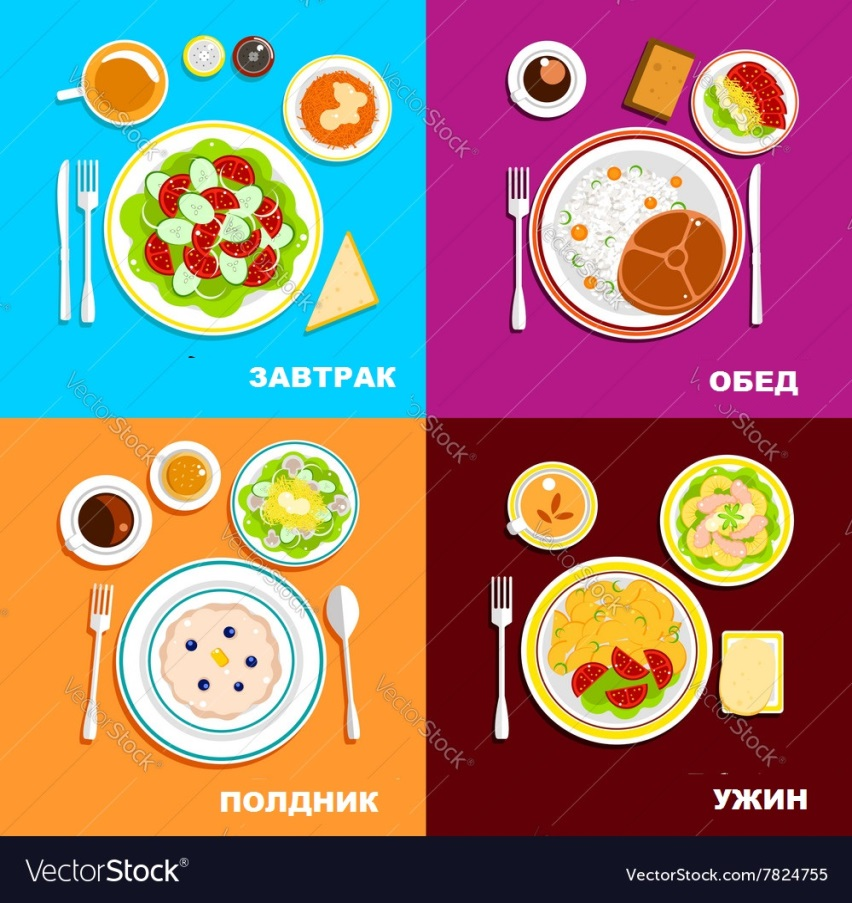 ЗАВТРАК
ОБЕД
ПОЛДНИК
УЖИН
VectorStock®
VectorStock.com/7824755